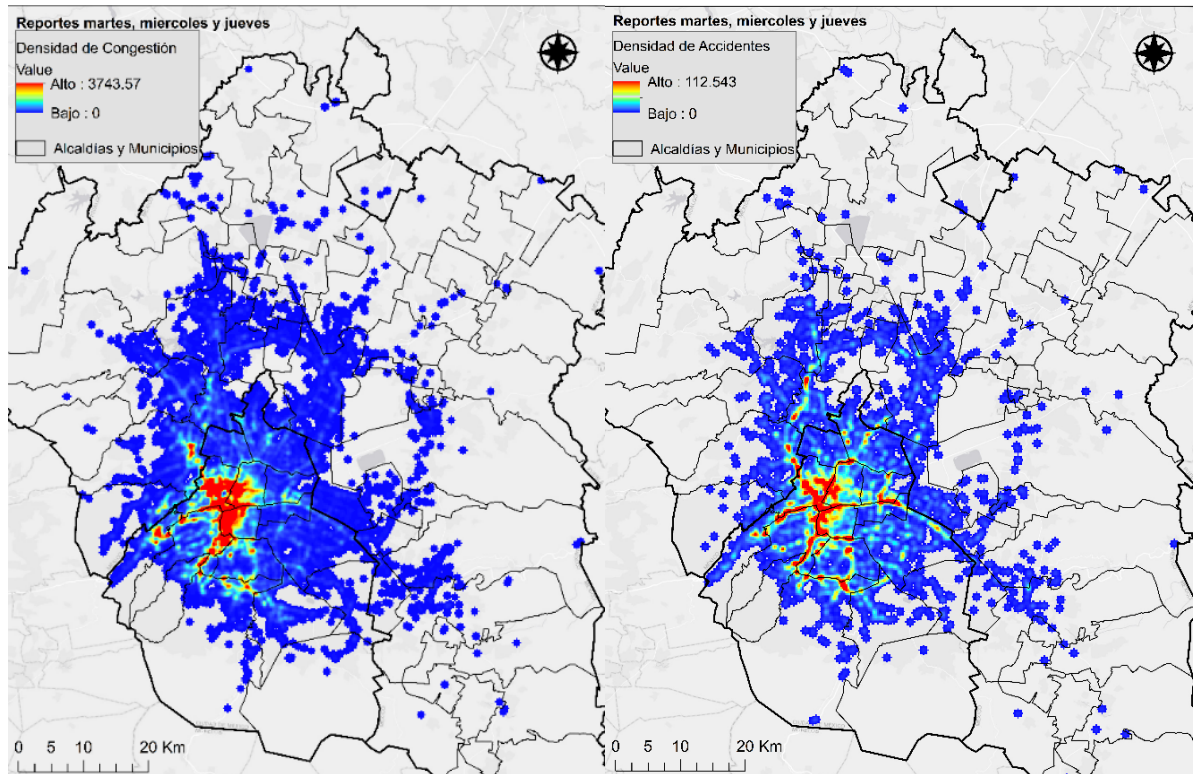 Reportes martes, miercoles y jueves
Densidad de Congestión
Value
Alto : 3743.57
Bajo : 0
Alcaldías y Municipios
0 5 10 20 Km
Reportes martes, miercoles y jueves
Densidad de Accidentes
Value
Alto : 112.543
Bajo : 0
Alcaldías y Municipios
0 5 10 20 Km